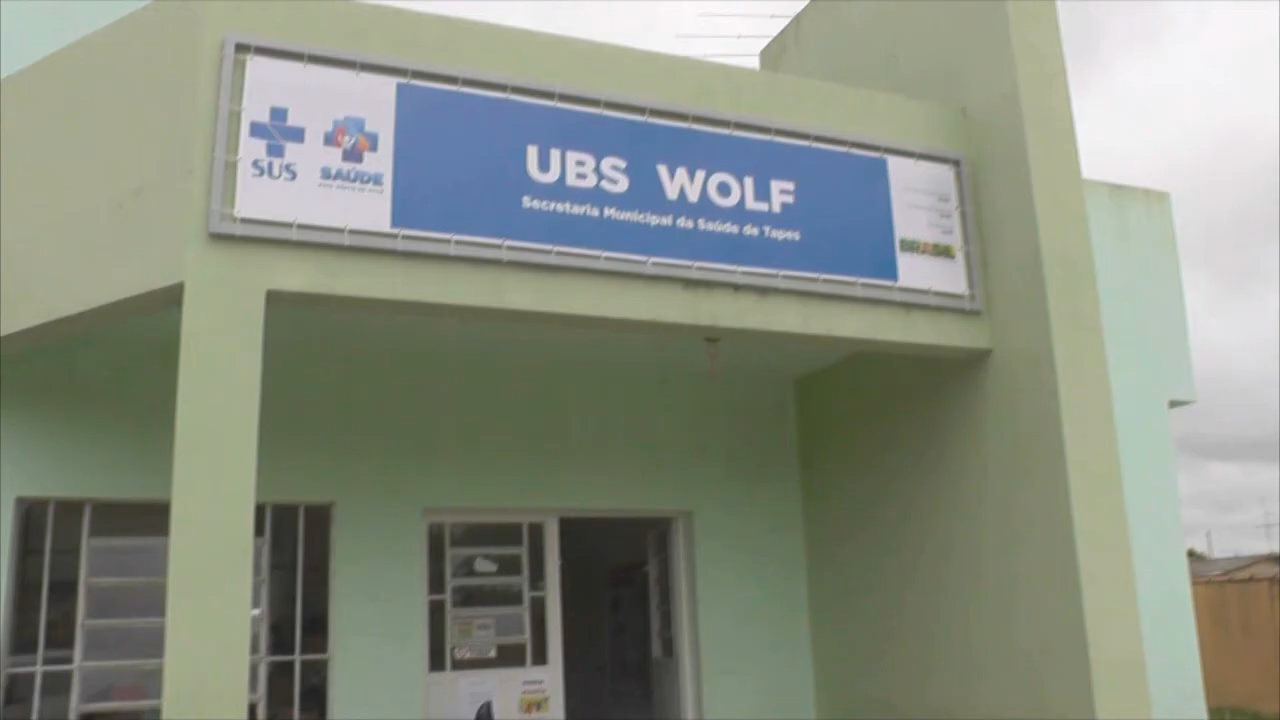 SUS
SAÚDE
UBS WOLF
Secretaria Municipal da Saúde de Tapes
BRASIL